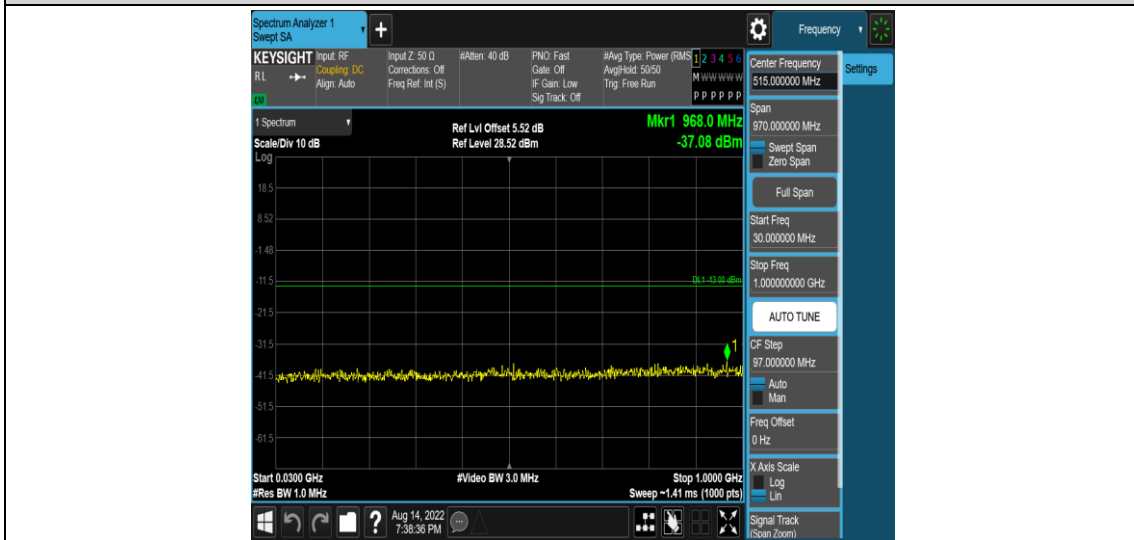 Spectrum Analyzer 1
Swept SA
+
Frequency
KEYSIGHT
RL
LXI
Input: RF
Coupling: DC
Align: Auto
Input Z: 50 Ω
Corrections: Off
Freq Ref: Int (S)
#Atten: 40 dB
PNO: Fast
Gate: Off
IF Gain: Low
Sig Track: Off
#Avg Type: Power (RMS
Avg|Hold: 50/50
Trig: Free Run
1 2 3 4 5 6
M W W W W W
P P P P P P
1 Spectrum
Scale/Div 10 dB
Log
Ref Lvl Offset 5.52 dB
Ref Level 28.52 dBm
Mkr1 968.0 MHz
-37.08 dBm
18.5
8.52
-1.48
-11.5
DL1 -13.00 dBm
-21.5
-31.5
1
-41.5
-51.5
-61.5
Start 0.0300 GHz
#Res BW 1.0 MHz
#Video BW 3.0 MHz
Stop 1.0000 GHz
Sweep ~1.41 ms (1000 pts)
?
Aug 14, 2022
7:38:36 PM
Center Frequency
515.000000 MHz
Settings
Span
970.000000 MHz
Swept Span
Zero Span
Full Span
Start Freq
30.000000 MHz
Stop Freq
1.000000000 GHz
AUTO TUNE
CF Step
97.000000 MHz
Auto
Man
Freq Offset
0 Hz
X Axis Scale
Log
Lin
Signal Track
(Span Zoom)